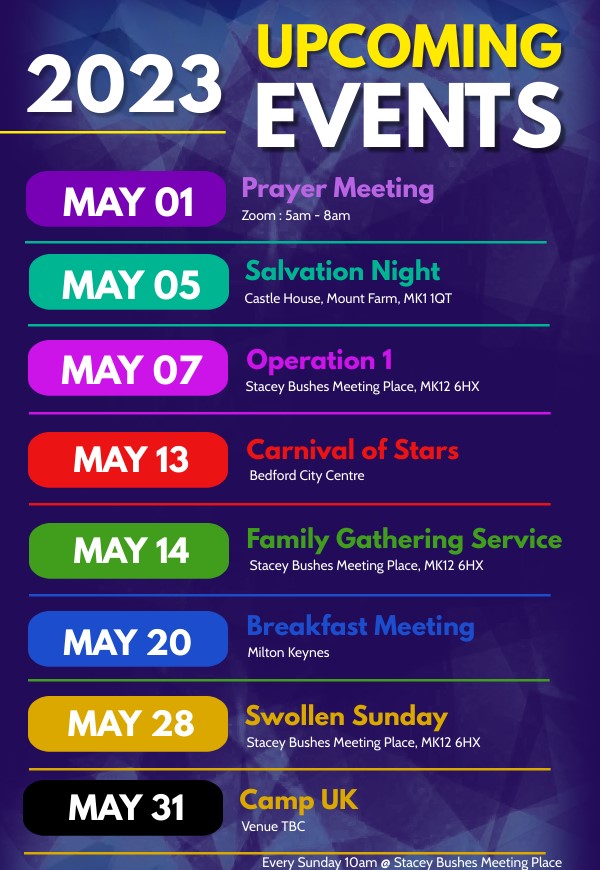 2023
UPCOMING
EVENTS
MAY 01
Prayer Meeting
Zoom : 5am - 8am
MAY 05
Salvation Night
Castle House, Mount Farm, MK1 1QT
MAY 07
Operation 1
Stacey Bushes Meeting Place, MK12 6HX
MAY 13
Carnival of Stars
Bedford City Centre
MAY 14
Family Gathering Service
Stacey Bushes Meeting Place, MK12 6HX
MAY 20
Breakfast Meeting
Milton Keynes
MAY 28
Swollen Sunday
Stacey Bushes Meeting Place, MK12 6HX
MAY 31
Camp UK
Venue TBC
Every Sunday 10am @ Stacey Bushes Meeting Place